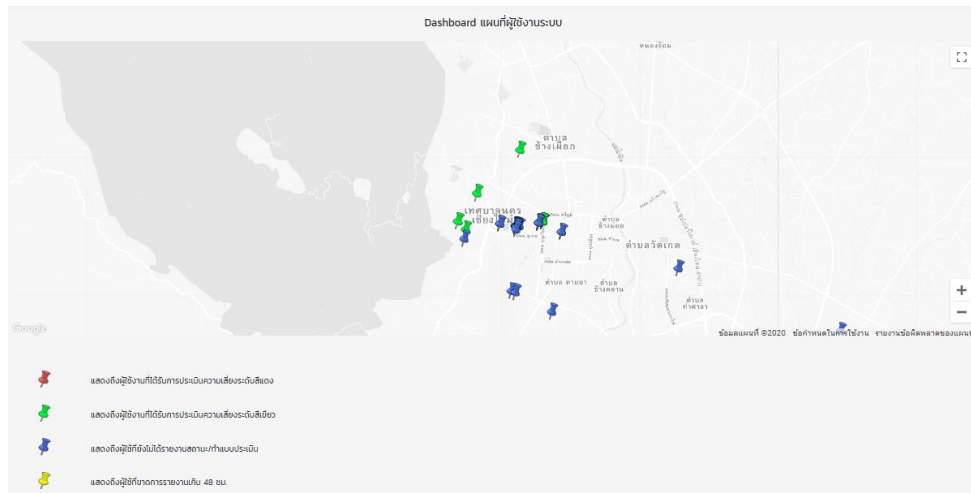 Dashboard แผนที่ผู้ใช้งานระบบ
ตำบล
ช้างเผือก
เทศบาลนคร
ตำบล
ช้างม่อย
ตำบลวัดเกต
ตำบล หายยา
ตำบล
ช้างคลาน
ตำบล
ท่าศาลา
Google
ข้อมูลแผนที่ ©2020 ข้อกำหนดในการใช้งาน รายงานข้อผิดพลาดของแผนที่
แสดงถึงผู้ใช้งานที่ได้รับการประเมินความเสี่ยงระดับสีแดง
แสดงถึงผู้ใช้งานที่ได้รับการประเมินความเสี่ยงระดับสีเขียว
แสดงถึงผู้ใช้ที่ยังไม่ได้รายงานสถานะ/ทำแบบประเมิน
แสดงถึงผู้ใช้ที่ขาดการรายงานเกิน 48 ชม.